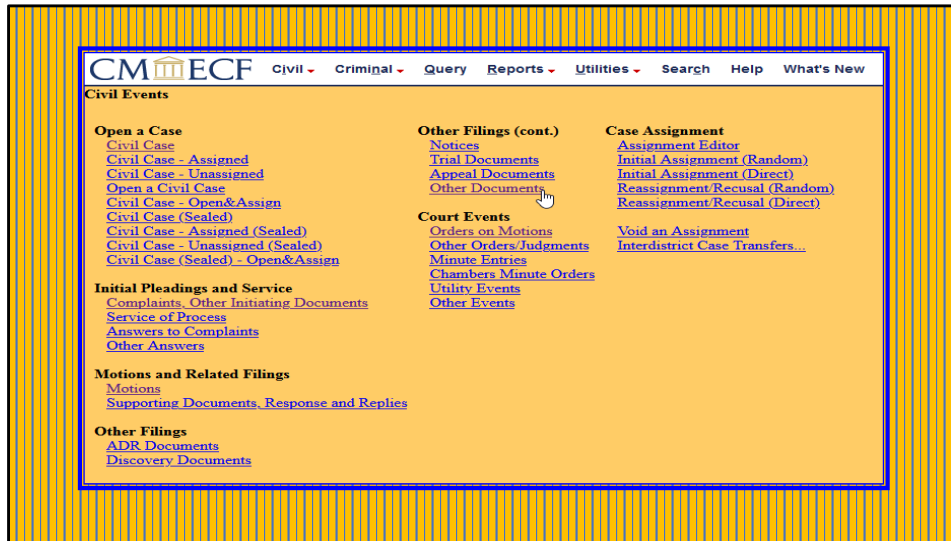 CM ECF Civil Criminal Query Reports Utilities Search Help What's New
Civil Events
Open a Case
Civil Case
Civil Case - Assigned
Civil Case - Unassigned
Open a Civil Case
Civil Case - Open&Assign
Civil Case (Sealed)
Civil Case - Assigned (Sealed)
Civil Case - Unassigned (Sealed)
Civil Case (Sealed) - Open&Assign
Initial Pleadings and Service
Complaints, Other Initiating Documents
Service of Process
Answers to Complaints
Other Answers
Motions and Related Filings
Motions
Supporting Documents, Response and Replies
Other Filings
ADR Documents
Discovery Documents
Other Filings (cont.)
Notices
Trial Documents
Appeal Documents
Other Documents
Court Events
Orders on Motions
Other Orders/Judgments
Minute Entries
Chambers Minute Orders
Utility Events
Other Events
Case Assignment
Assignment Editor
Initial Assignment (Random)
Initial Assignment (Direct)
Reassignment/Recusal (Random)
Reassignment/Recusal (Direct)
Void an Assignment
Interdistrict Case Transfers...